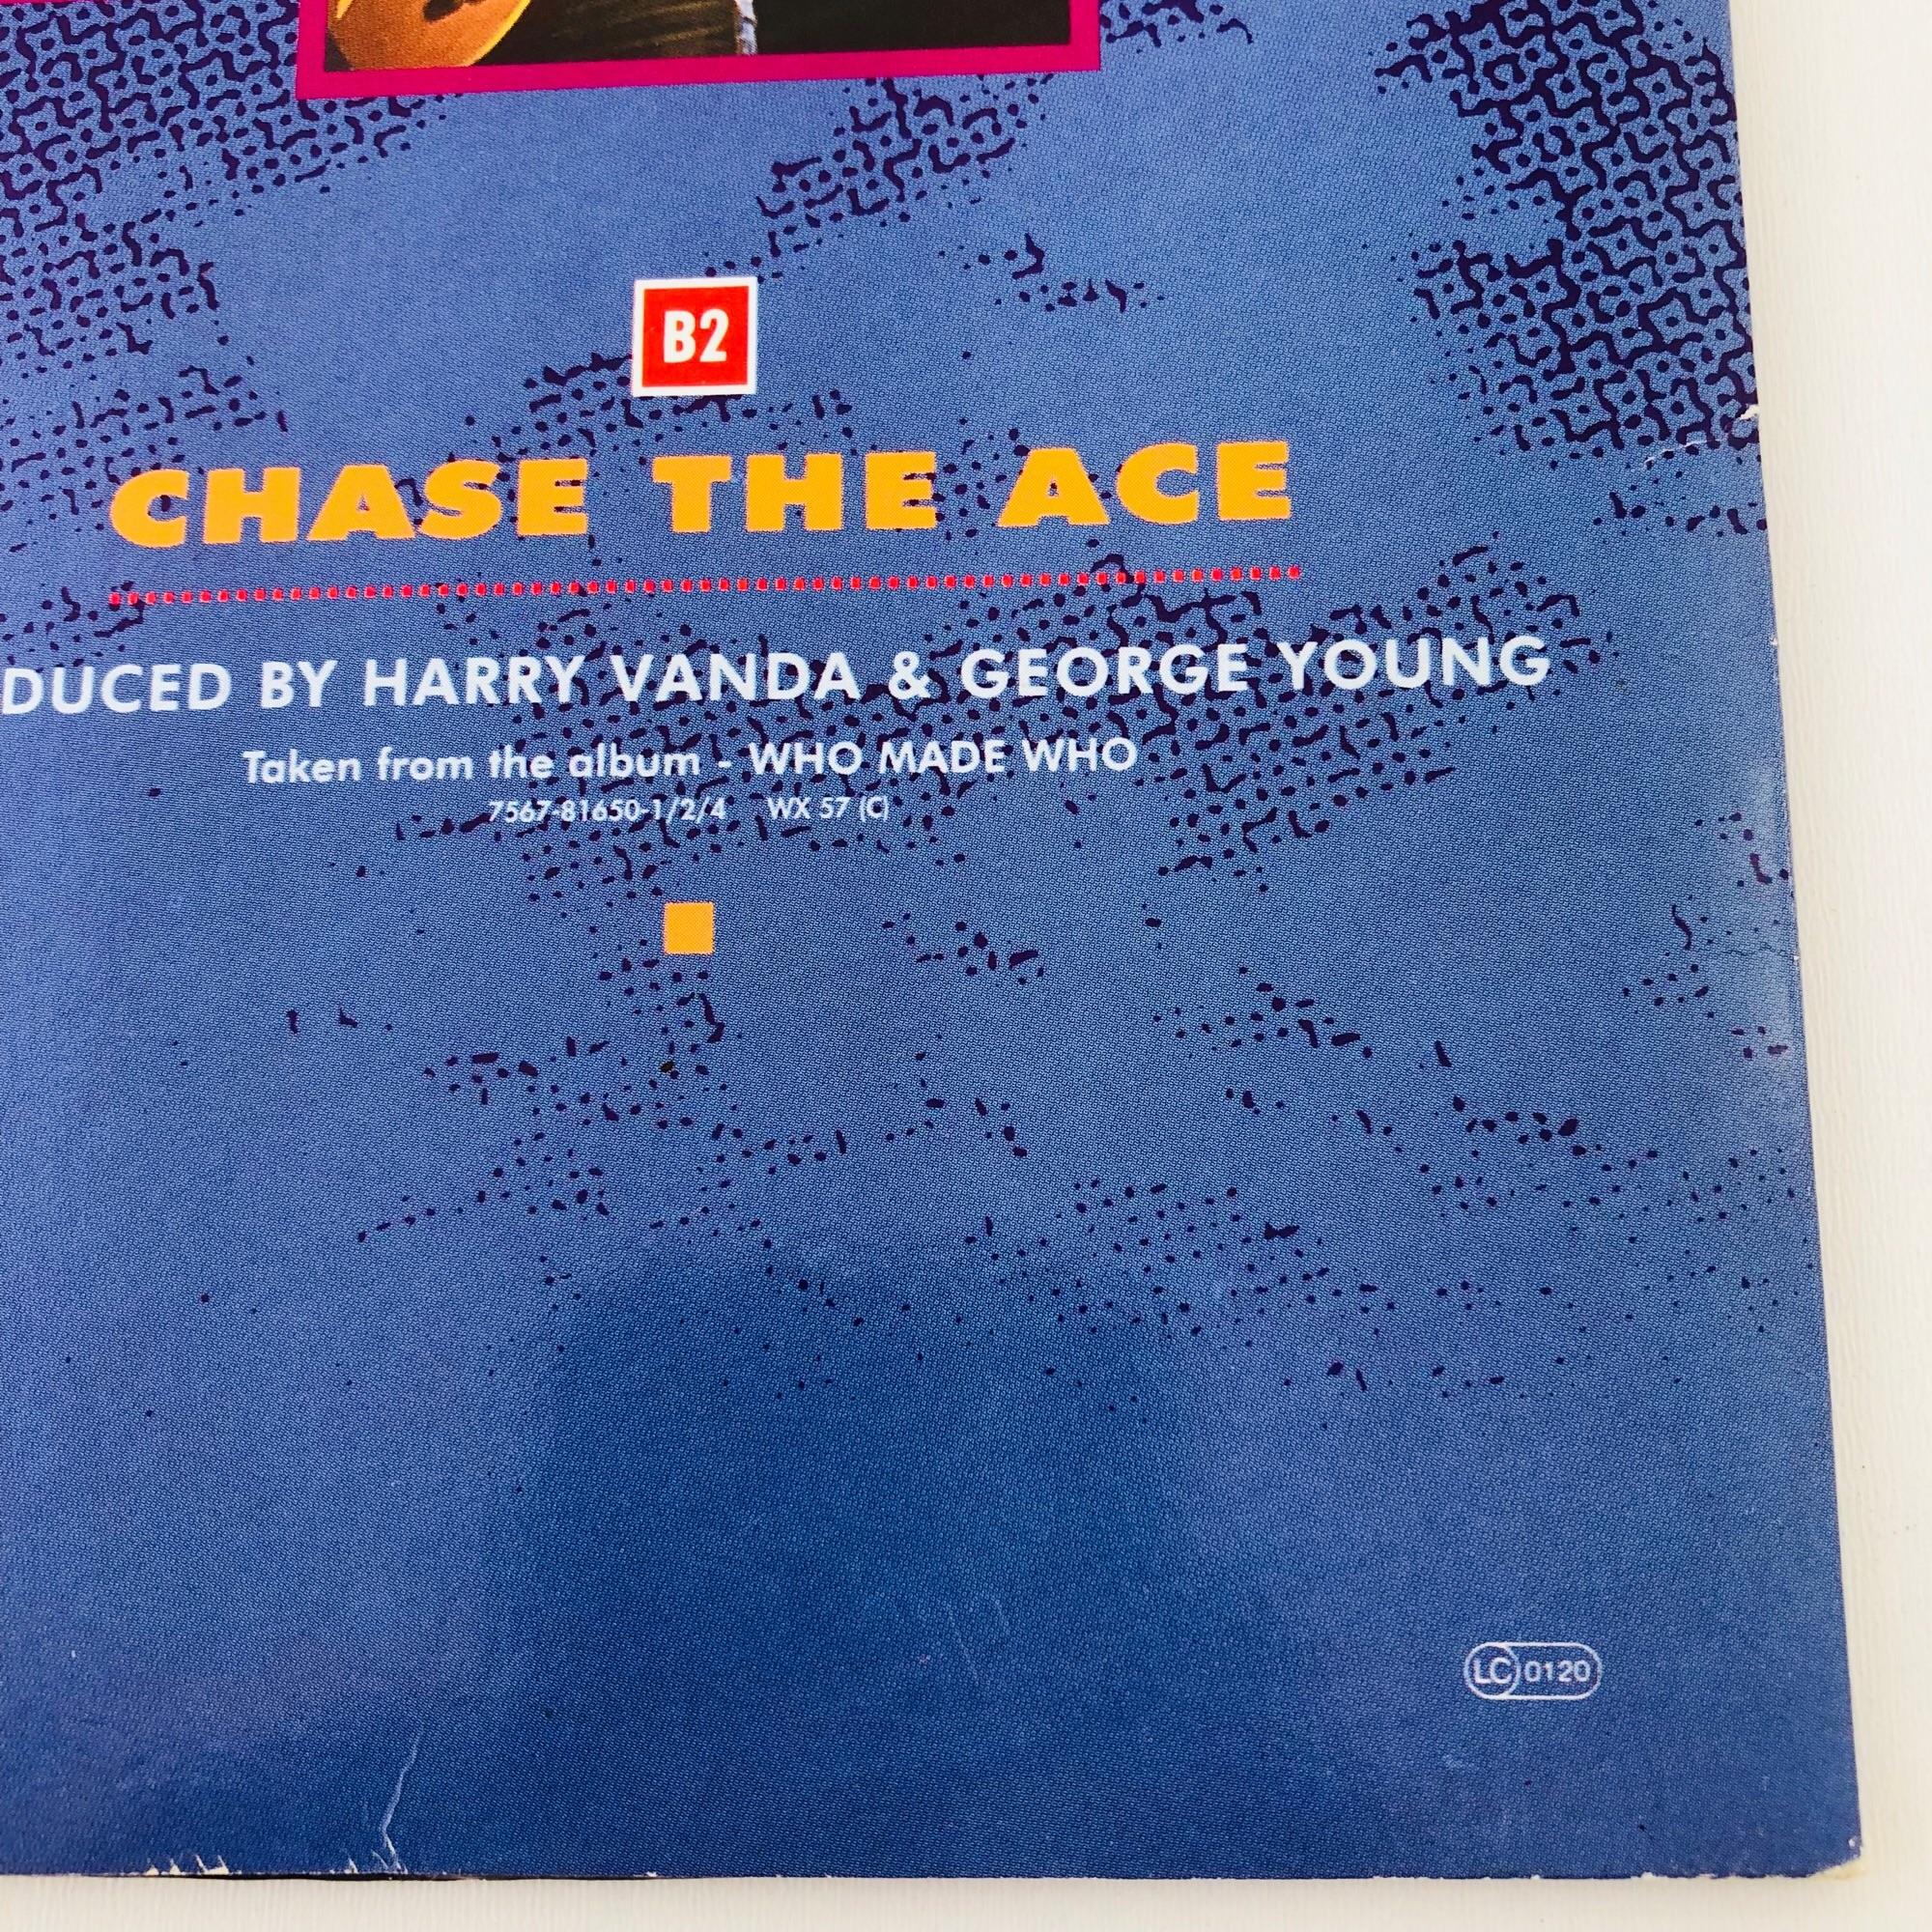 B2
CHASE THE ACE
DUCED BY HARRY VANDA & GEORGE YOUNG
Taken from the album - WHO MADE WHO
7567-81650-1/2/4 WX 57 (C)
LC 0120